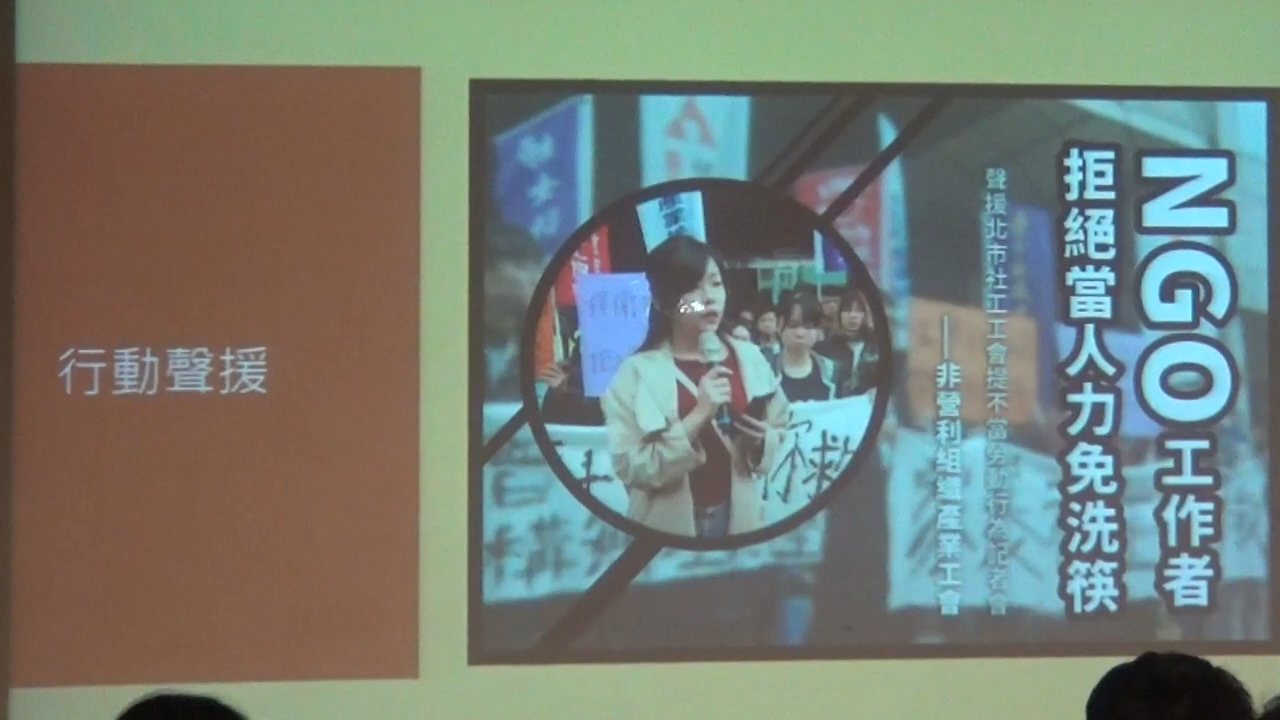 行動聲援
NGO工作者
拒絕當人力免洗筷
聲援北市社工工會提不當勞動行為記者會
——非營利組織產業工會
救